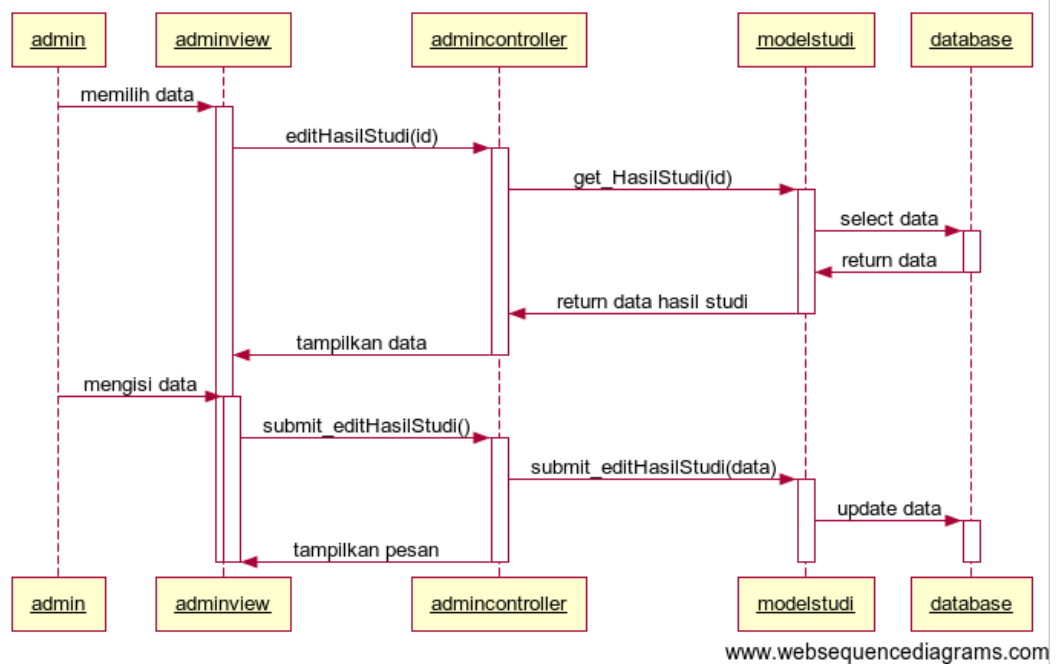 admin adminview admincontroller modelstudi database
memilih data
editHasilStudi(id)
get_HasilStudi(id)
select data
return data
return data hasil studi
tampilkan data
mengisi data
submit_editHasilStudi()
submit_editHasilStudi(data)
update data
tampilkan pesan
admin adminview admincontroller modelstudi database
www.websequencediagrams.com